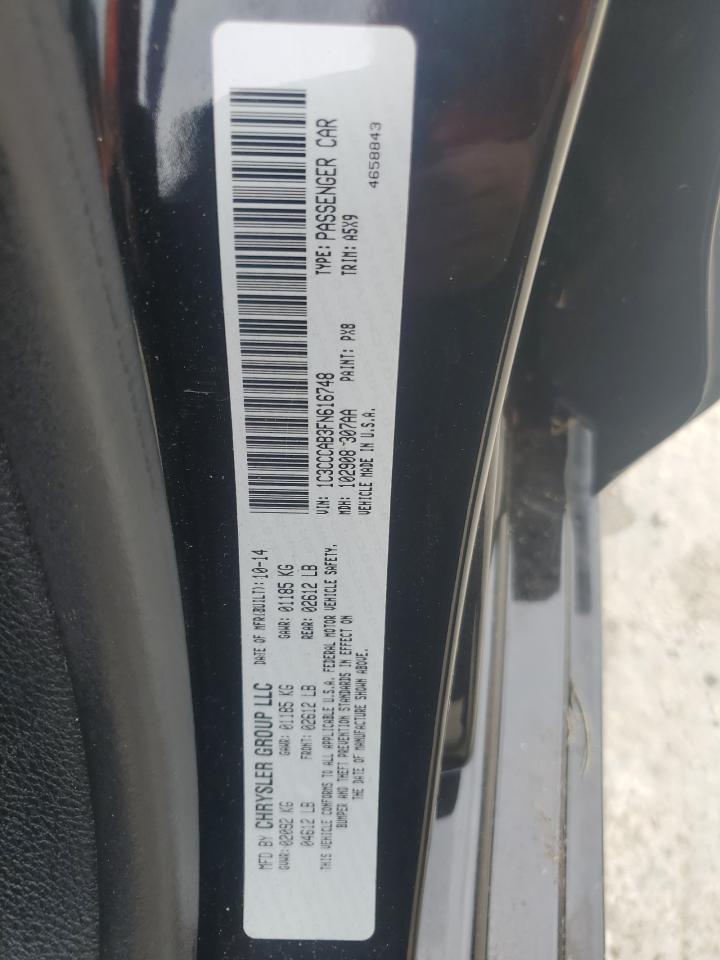 MFD BY CHRYSLER GROUP LLC DATE OF MFR(BUILT):10-14
GVWR:02092 KG GAWR:01185 KG GAWR:01185 KG
04612 LB FRONT:02612 LB REAR:02612 LB
THIS VEHICLE CONFORMS TO ALL APPLICABLE U.S.A. FEDERAL MOTOR VEHICLE SAFETY,
BUMPER AND THEFT PREVENTION STANDARDS IN EFFECT ON
THE DATE OF MANUFACTURE SHOWN ABOVE.
VIN: 1C3CCCAB3FN616748 TYPE: PASSENGER CAR
MDH: 102908 307AA PAINT: PX8 TRIM: A5X9
VEHICLE MADE IN U.S.A. 4658843